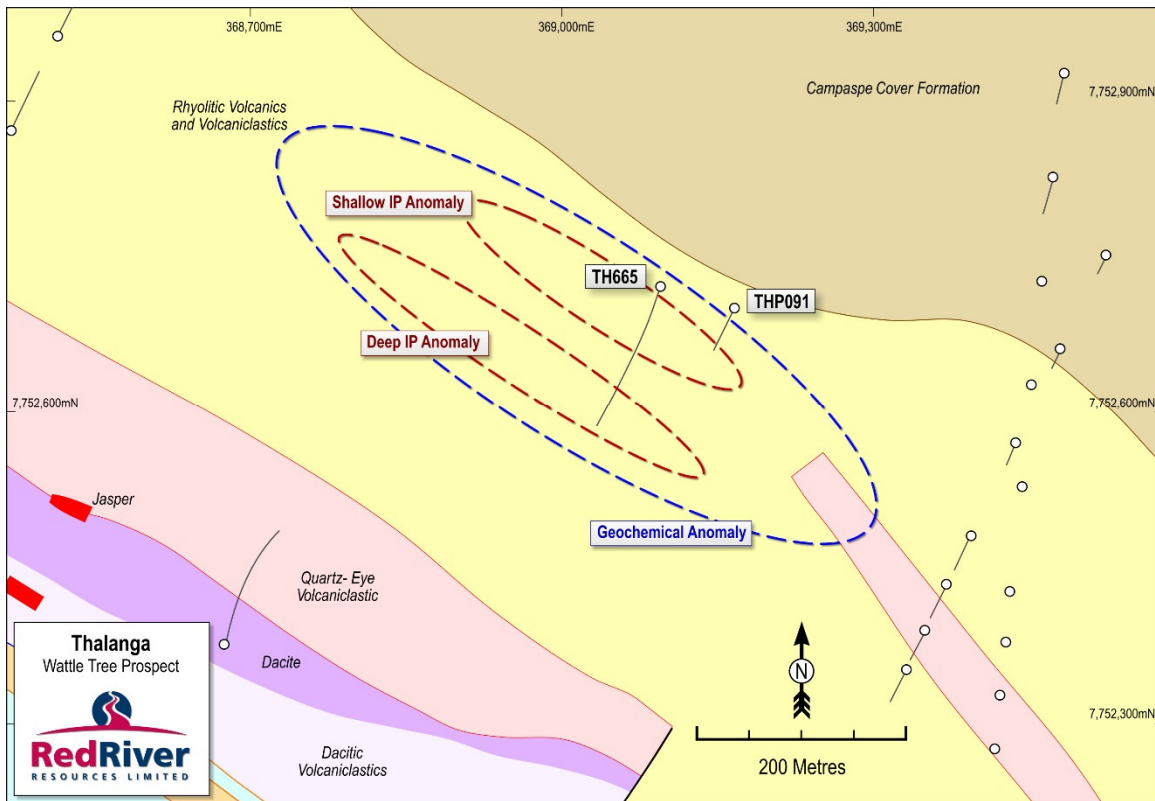 368,700mE
369,000mE
369,300mE
Campaspe Cover Formation
7,752,900mN
Rhyolitic Volcanics
and Volcaniclastics
Shallow IP Anomaly
TH665
THP091
Deep IP Anomaly
7,752,600mN
7,752,600mN
Jasper
Geochemical Anomaly
Quartz- Eye
Volcaniclastic
Thalanga
Wattle Tree Prospect
Dacite
N
RedRiver
RESOURCES LIMITED
Dacitic
Volcaniclastics
200 Metres
7,752,300mN